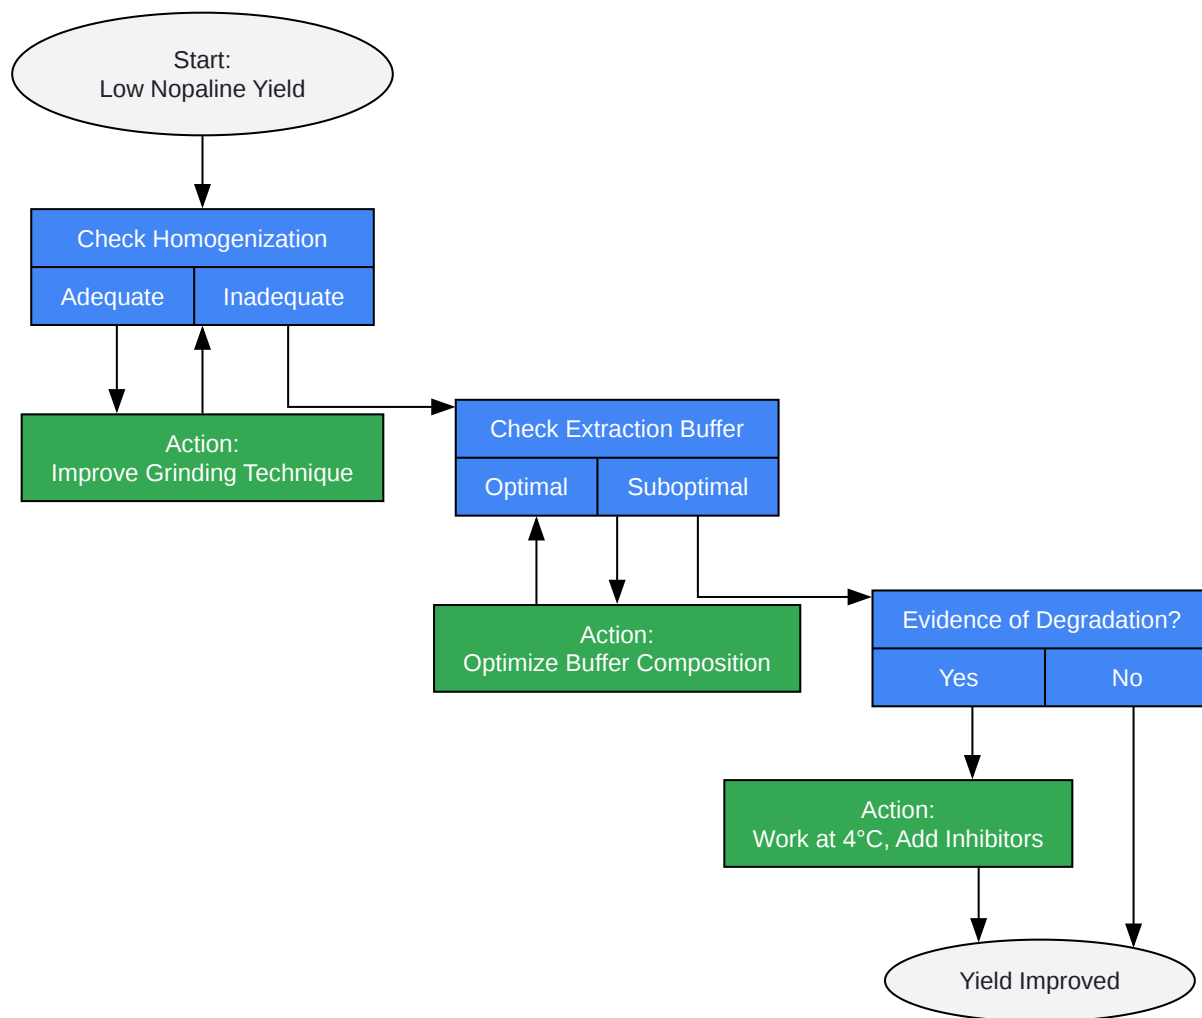 Start:
Low Nopaline Yield
Check Homogenization
Adequate
Inadequate
Action:
Improve Grinding Technique
Check Extraction Buffer
Optimal
Suboptimal
Action:
Optimize Buffer Composition
Evidence of Degradation?
Yes
No
Action:
Work at 4°C, Add Inhibitors
Yield Improved